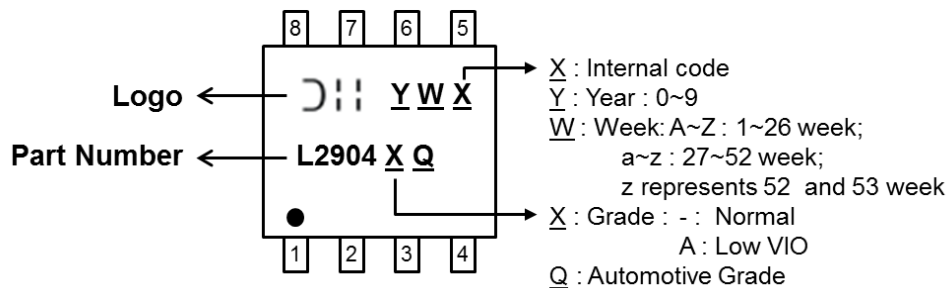 8 7 6 5
Logo
Y W X
Part Number
L2904 X Q
1 2 3 4
X : Internal code
Y : Year : 0~9
W : Week: A~Z : 1~26 week;
a~z : 27~52 week;
z represents 52 and 53 week
X : Grade : - : Normal
A : Low VIO
Q : Automotive Grade